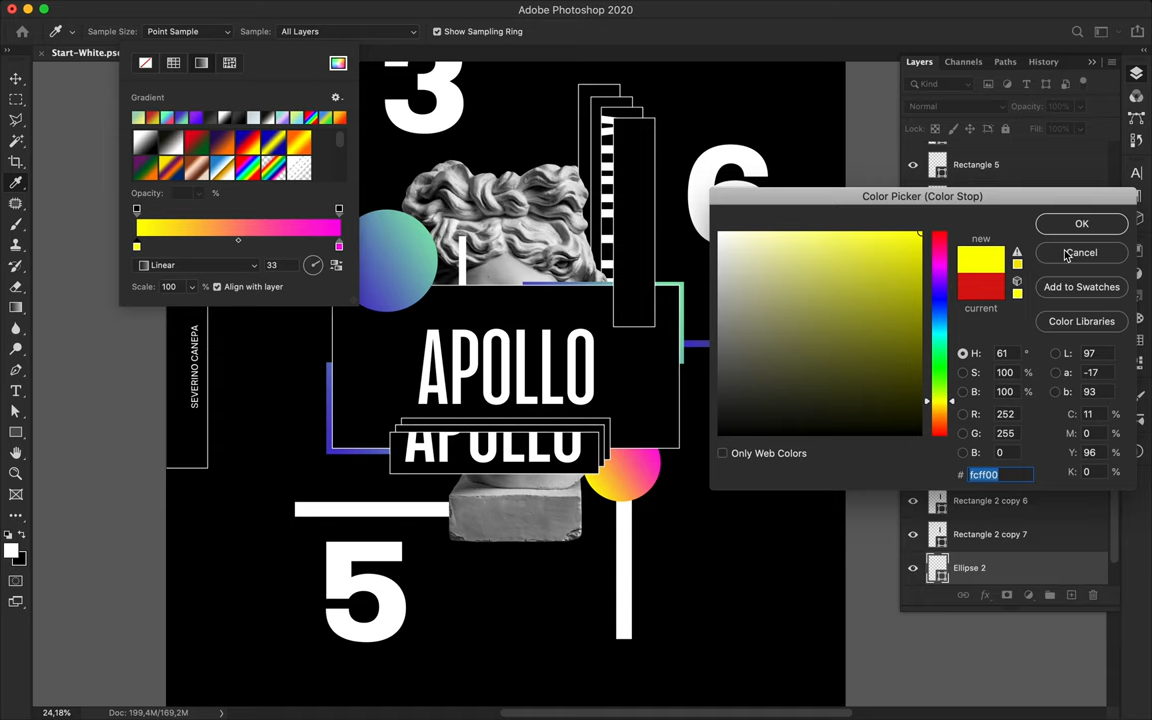 Adobe Photoshop 2020
Sample Size: Point Sample Sample: All Layers Show Sampling Ring
Start-White.psd
Layers Channels Paths History
Kind
Normal Opacity: 100%
Lock: Fill: 100%
Rectangle 5
Gradient
Opacity: %
Linear 33
Scale: 100 % Align with layer
3
6
SEVERINO CANEPA
APOLLO
APOLLO
5
Color Picker (Color Stop)
new
current
OK
Cancel
Add to Swatches
Color Libraries
H: 61 ° L: 97
S: 100 % a: -17
B: 100 % b: 93
R: 252 C: 11 %
G: 255 M: 0 %
B: 0 Y: 96 %
# fcff00 K: 0 %
Only Web Colors
Rectangle 2 copy 6
Rectangle 2 copy 7
Ellipse 2
24,18% Doc: 199,4M/169,2M